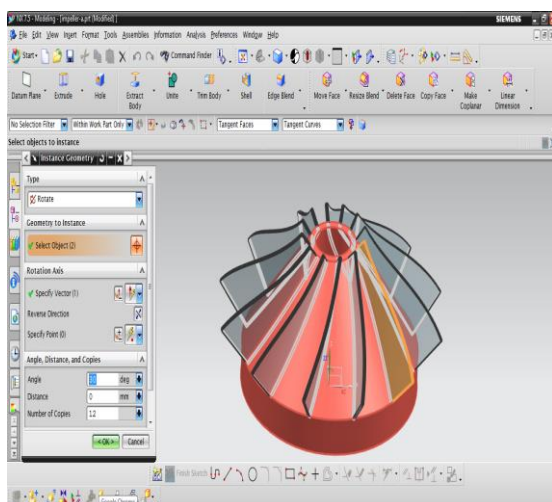 NX 7.5 - Modeling - [impeller-a.prt (Modified) ]
SIEMENS
File Edit View Insert Format Tools Assemblies Information Analysis Preferences Window Help
Start Command Finder
Datum Plane Extrude Hole Extract Body Unite Trim Body Shell Edge Blend Move Face Resize Blend Delete Face Copy Face Make Coplanar Linear Dimension
No Selection Filter Within Work Part Only Tangent Faces Tangent Curves
Select objects to instance
Instance Geometry
Type
Rotate
Geometry to Instance
Select Object (2)
Rotation Axis
Specify Vector (1)
Reverse Direction
Specify Point (0)
Angle, Distance, and Copies
Angle deg
Distance 0 mm
Number of Copies 12
<OK> Cancel
Finish Sketch